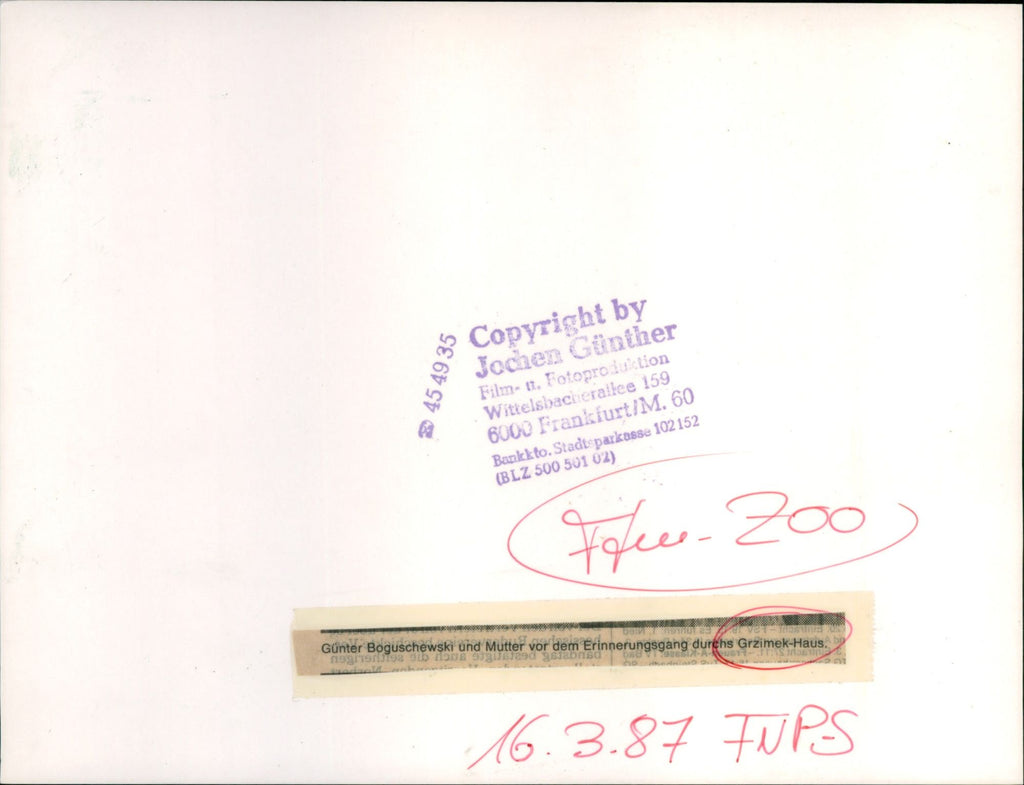 ☎ 454935
Copyright by
Jochen Günther
Film- u. Fotoproduktion
Wittelsbacherallee 159
6000 Frankfurt/M. 60
Bankkto. Stadtsparkasse 102152
(BLZ 500 501 02)
Ffm-ZOO
Günter Boguschewski und Mutter vor dem Erinnerungsgang durchs Grzimek-Haus.
16.3.87 FNP-S